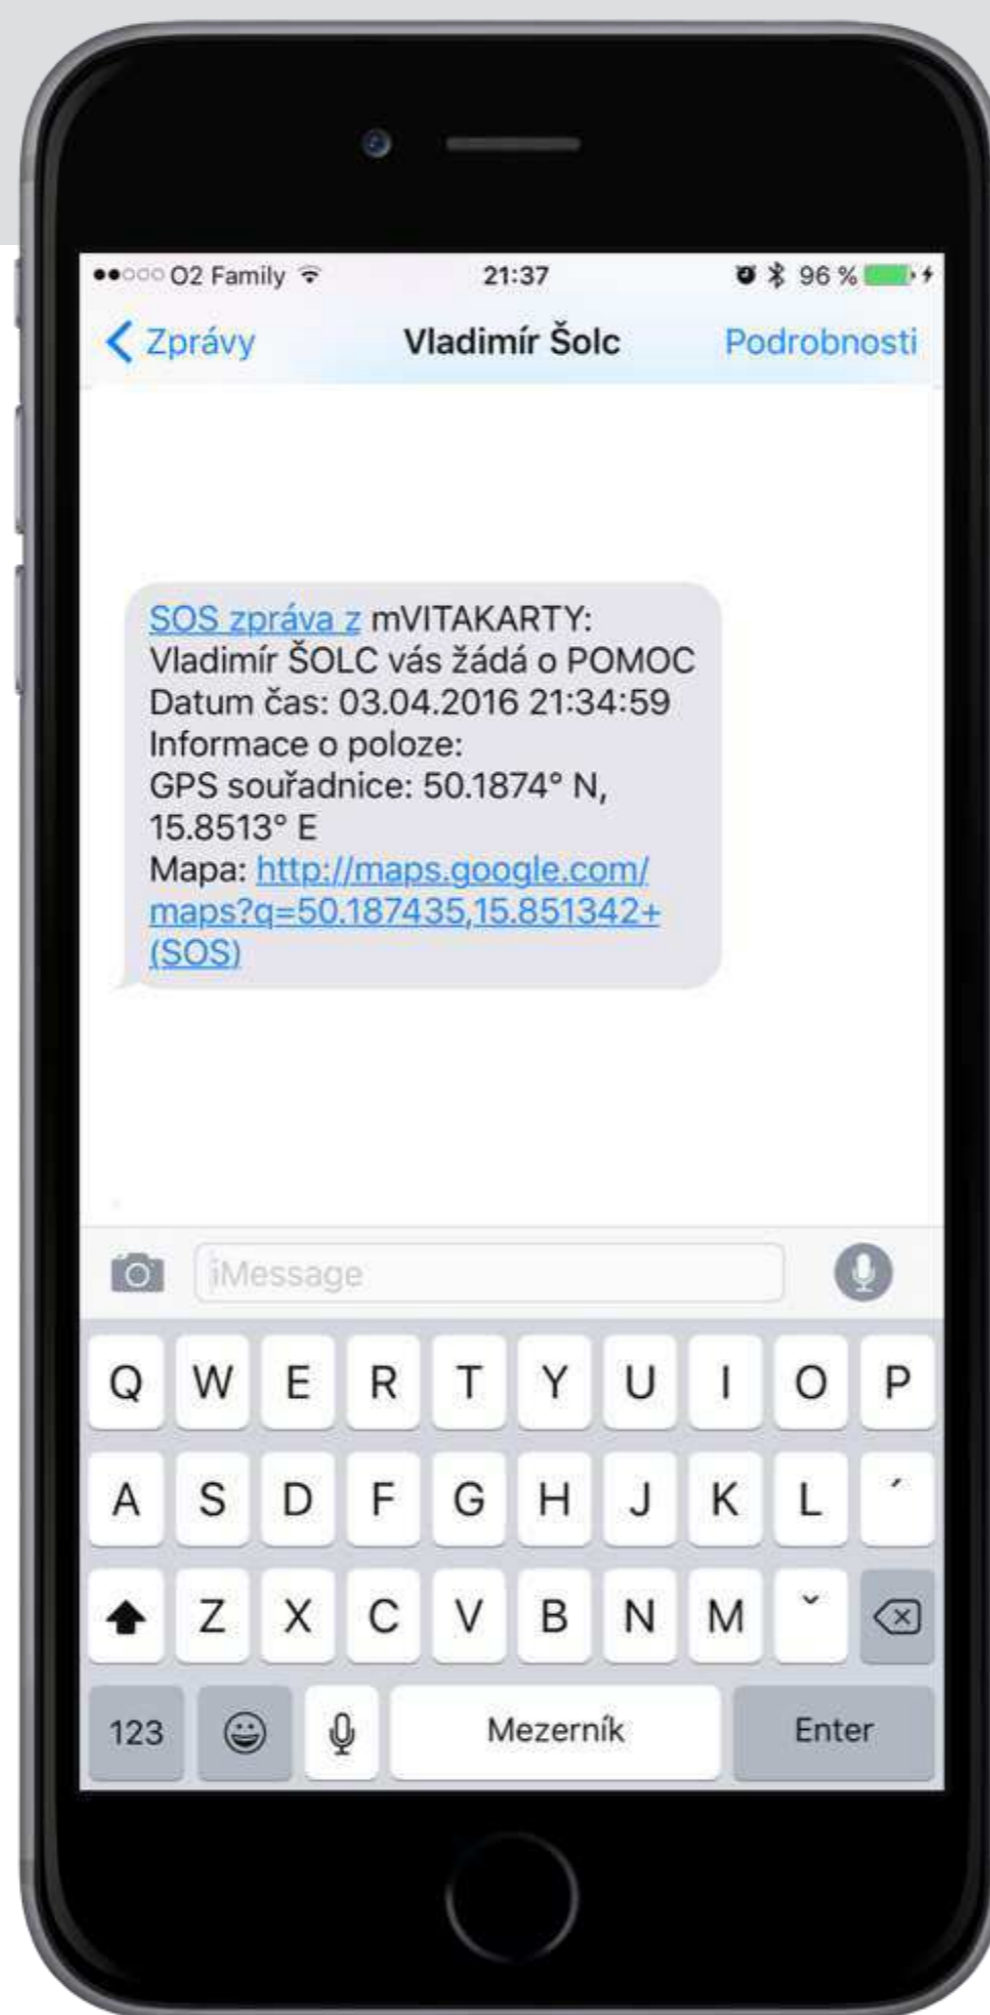 O2 Family 21:37 96 %
Zprávy Vladimír Šolc Podrobnosti
SOS zpráva z mVITAKARTY:
Vladimír ŠOLC vás žádá o POMOC
Datum čas: 03.04.2016 21:34:59
Informace o poloze:
GPS souřadnice: 50.1874° N,
15.8513° E
Mapa: http://maps.google.com/
maps?q=50.187435,15.851342+
(SOS)
iMessage
Q W E R T Y U I O P
A S D F G H J K L ´
Z X C V B N M ˇ
123 Mezerník Enter